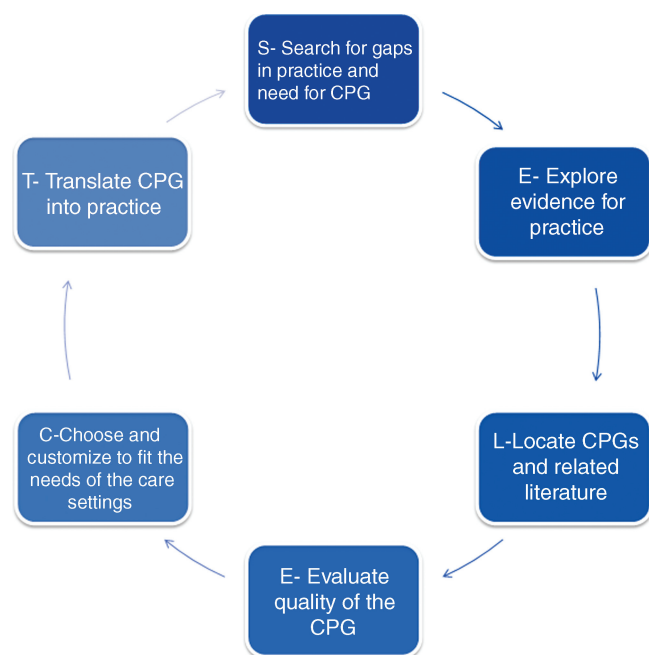 S- Search for gaps
in practice and
need for CPG
E- Explore
evidence for
practice
L-Locate CPGs
and related
literature
E- Evaluate
quality of the
CPG
C-Choose and
customize to fit the
needs of the care
settings
T- Translate CPG
into practice